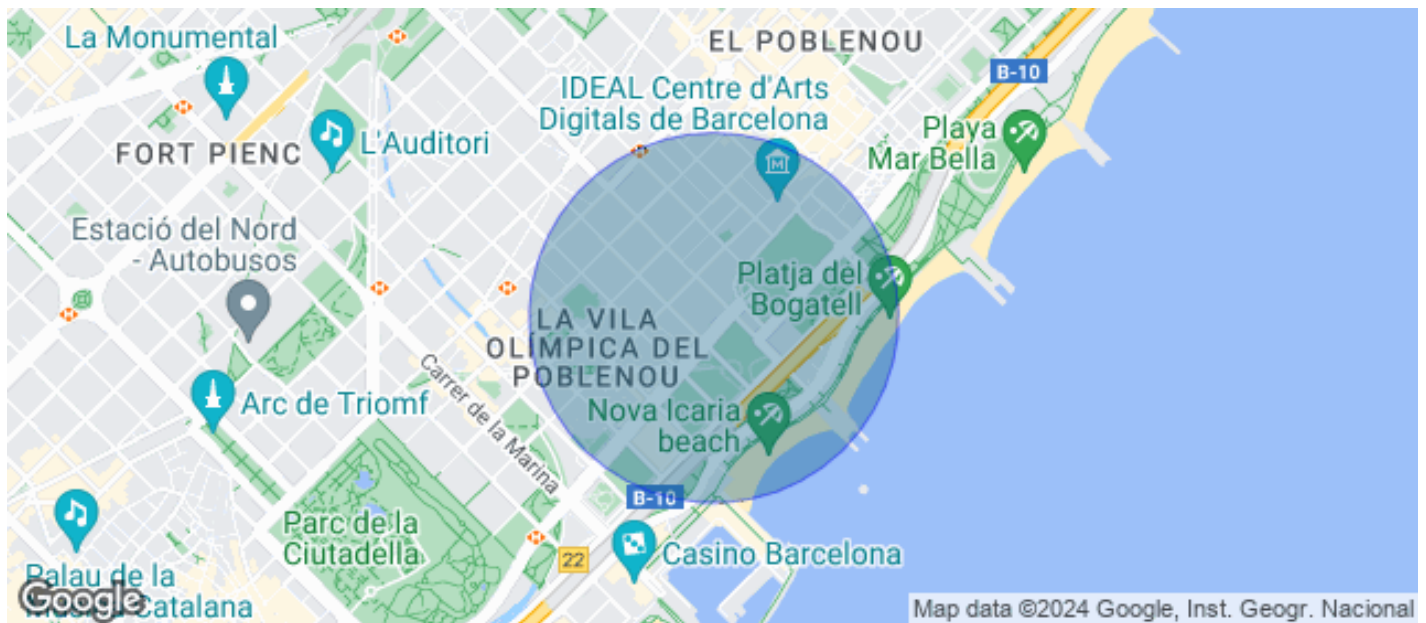 La Monumental
EL POBLENOU
B-10
IDEAL Centre d'Arts
Digitals de Barcelona
Playa
Mar Bella
L'Auditori
FORT PIENC
Estació del Nord
- Autobusos
Platja del
Bogatell
LA VILA
OLÍMPICA DEL
POBLENOU
Carrer de la Marina
Arc de Triomf
Nova Icaria
beach
B-10
Parc de la
Ciutadella
22
Casino Barcelona
Palau de la
Música Catalana
Google
Map data ©2024 Google, Inst. Geogr. Nacional